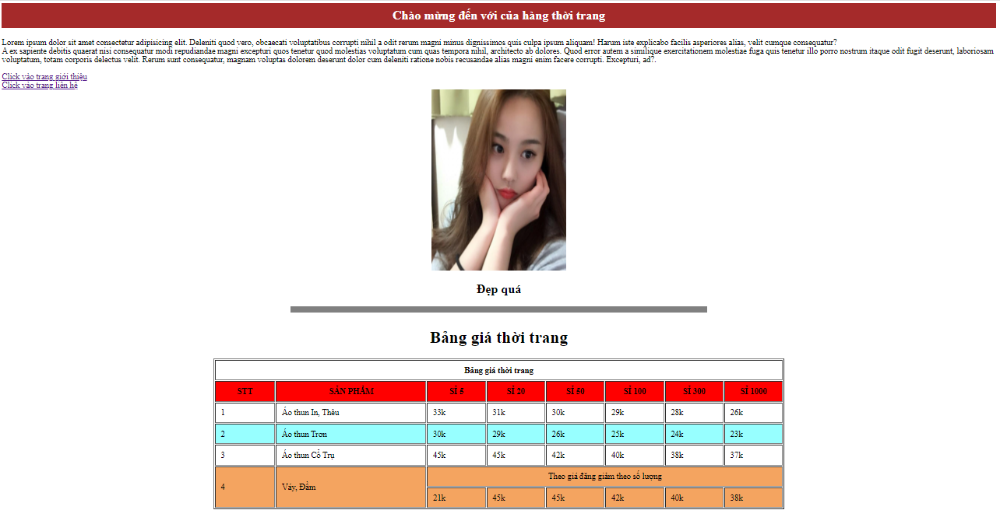 Chào mừng đến với của hàng thời trang
Lorem ipsum dolor sit amet consectetur adipisicing elit. Deleniti quod vero, obcaecati voluptatibus corrupti nihil a odit rerum magni minus dignissimos quis culpa ipsum aliquam! Harum iste explicabo facilis asperiores alias, velit cumque consequatur?
A ex sapiente debitis quaerat nisi consequatur modi repudiandae magni excepturi quos tenetur quod molestias voluptatum cum quas tempora nihil, architecto ab dolores. Quod error autem a similique exercitationem molestiae fuga quis tenetur illo porro nostrum itaque odit fugit deserunt, laboriosam
voluptatum, totam corporis delectus velit. Rerum sunt consequatur, magnam voluptas dolorem deserunt dolor cum deleniti ratione nobis recusandae alias magni enim facere corrupti. Excepturi, ad?.
Click vào trang giới thiệu
Click vào trang liên hệ
Đẹp quá
Bảng giá thời trang
Bảng giá thời trang
STT SẢN PHẨM SỈ 5 SỈ 20 SỈ 50 SỈ 100 SỈ 300 SỈ 1000
1 Áo thun In, Thêu 33k 31k 30k 29k 28k 26k
2 Áo thun Trơn 30k 29k 26k 25k 24k 23k
3 Áo thun Cổ Trụ 45k 45k 42k 40k 38k 37k
4 Váy, Đầm Theo giá đăng giảm theo số lượng
21k 45k 45k 42k 40k 38k